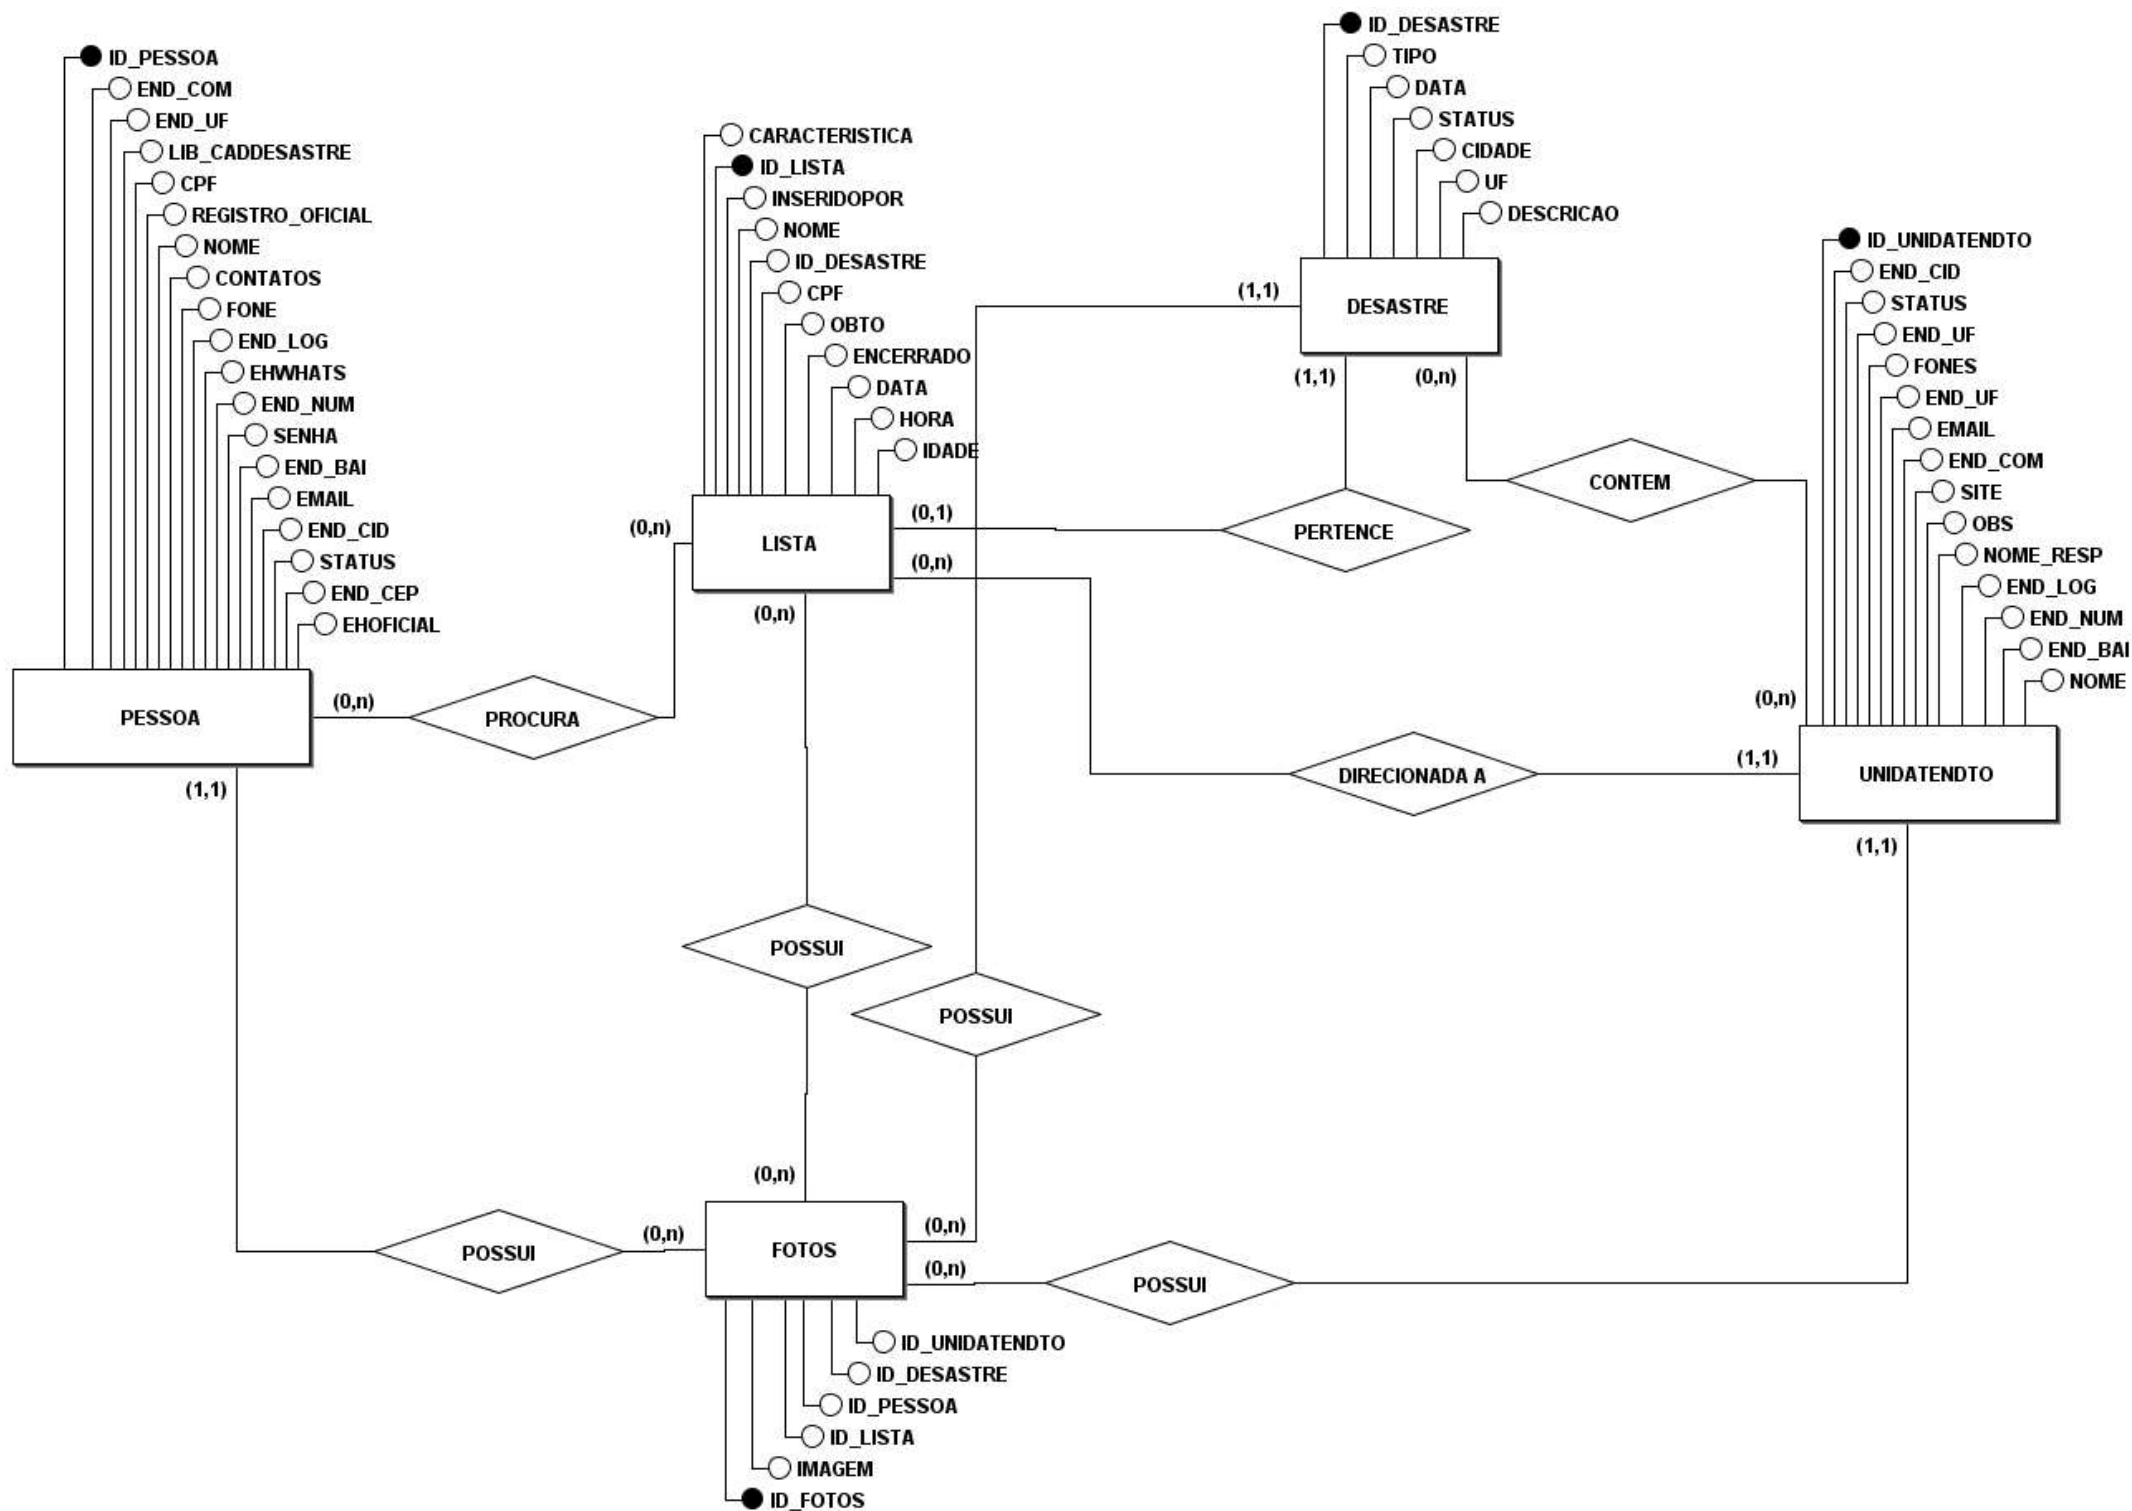 ID_PESSOA
END_COM
END_UF
LIB_CADDESASTRE
CPF
REGISTRO_OFICIAL
NOME
CONTATOS
FONE
END_LOG
EHWHATS
END_NUM
SENHA
END_BAI
EMAIL
END_CID
STATUS
END_CEP
EHOFICIAL
PESSOA
(0,n)
(1,1)
PROCURA
(0,n)
CARACTERISTICA
ID_LISTA
INSERIDOPOR
NOME
ID_DESASTRE
CPF
OBTO
ENCERRADO
DATA
HORA
IDADE
LISTA
(0,1)
(0,n)
(0,n)
ID_DESASTRE
TIPO
DATA
STATUS
CIDADE
UF
DESCRICAO
DESASTRE
(1,1)
(1,1)
(0,n)
PERTENCE
CONTEM
ID_UNIDATENDTO
END_CID
STATUS
END_UF
FONES
END_UF
EMAIL
END_COM
SITE
OBS
NOME_RESP
END_LOG
END_NUM
END_BAI
NOME
(0,n)
(1,1)
UNIDATENDTO
(1,1)
DIRECIONADA A
POSSUI
POSSUI
(0,n)
POSSUI
(0,n)
FOTOS
(0,n)
(0,n)
POSSUI
ID_UNIDATENDTO
ID_DESASTRE
ID_PESSOA
ID_LISTA
IMAGEM
ID_FOTOS